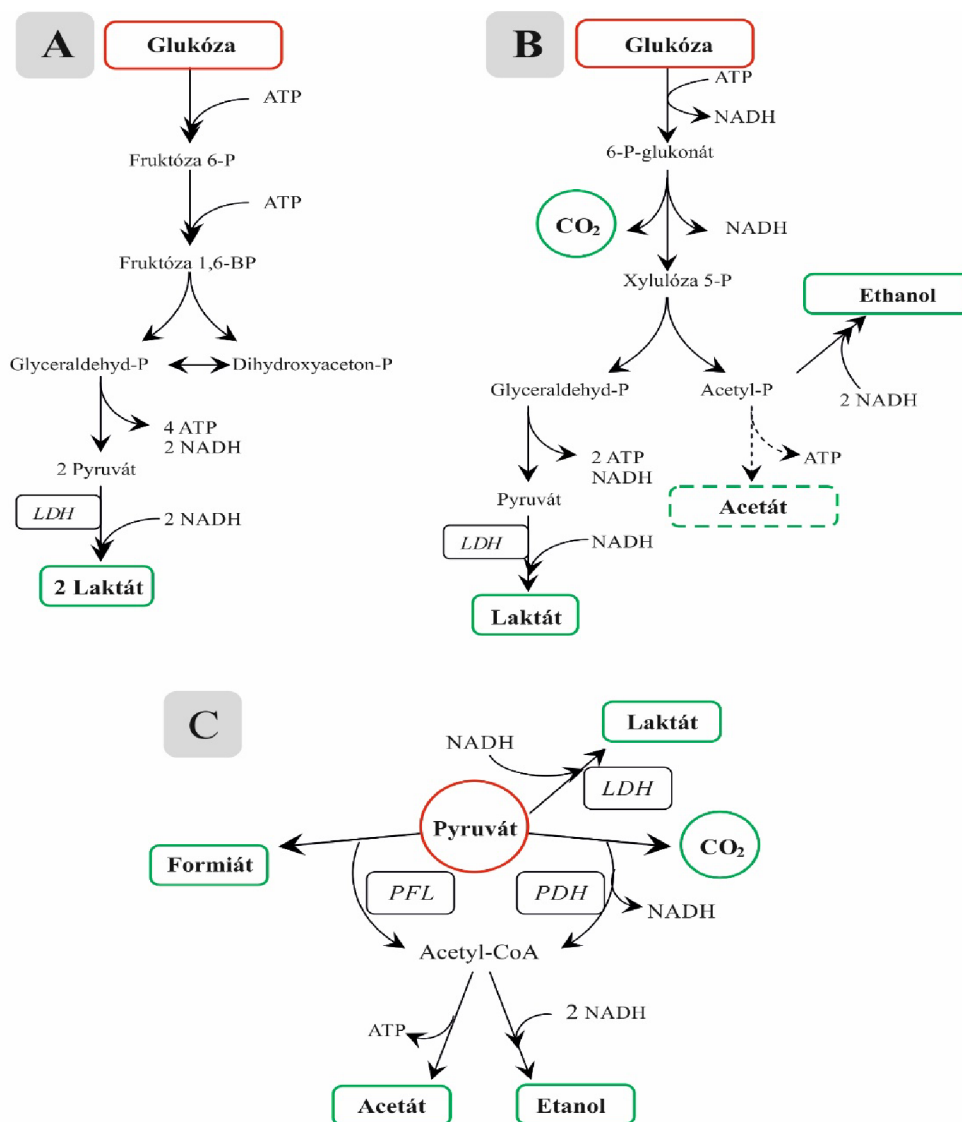 A
Glukóza
ATP
Fruktóza 6-P
ATP
Fruktóza 1,6-BP
Glyceraldehyd-P
Dihydroxyaceton-P
4 ATP
2 NADH
2 Pyruvát
LDH
2 NADH
2 Laktát
B
Glukóza
ATP
NADH
6-P-glukonát
CO₂
NADH
Xylulóza 5-P
Ethanol
Glyceraldehyd-P
Acetyl-P
2 NADH
2 ATP
NADH
ATP
Pyruvát
Acetát
LDH
NADH
Laktát
C
Laktát
NADH
LDH
Pyruvát
CO₂
Formiát
PFL
PDH
NADH
Acetyl-CoA
ATP
2 NADH
Acetát
Etanol